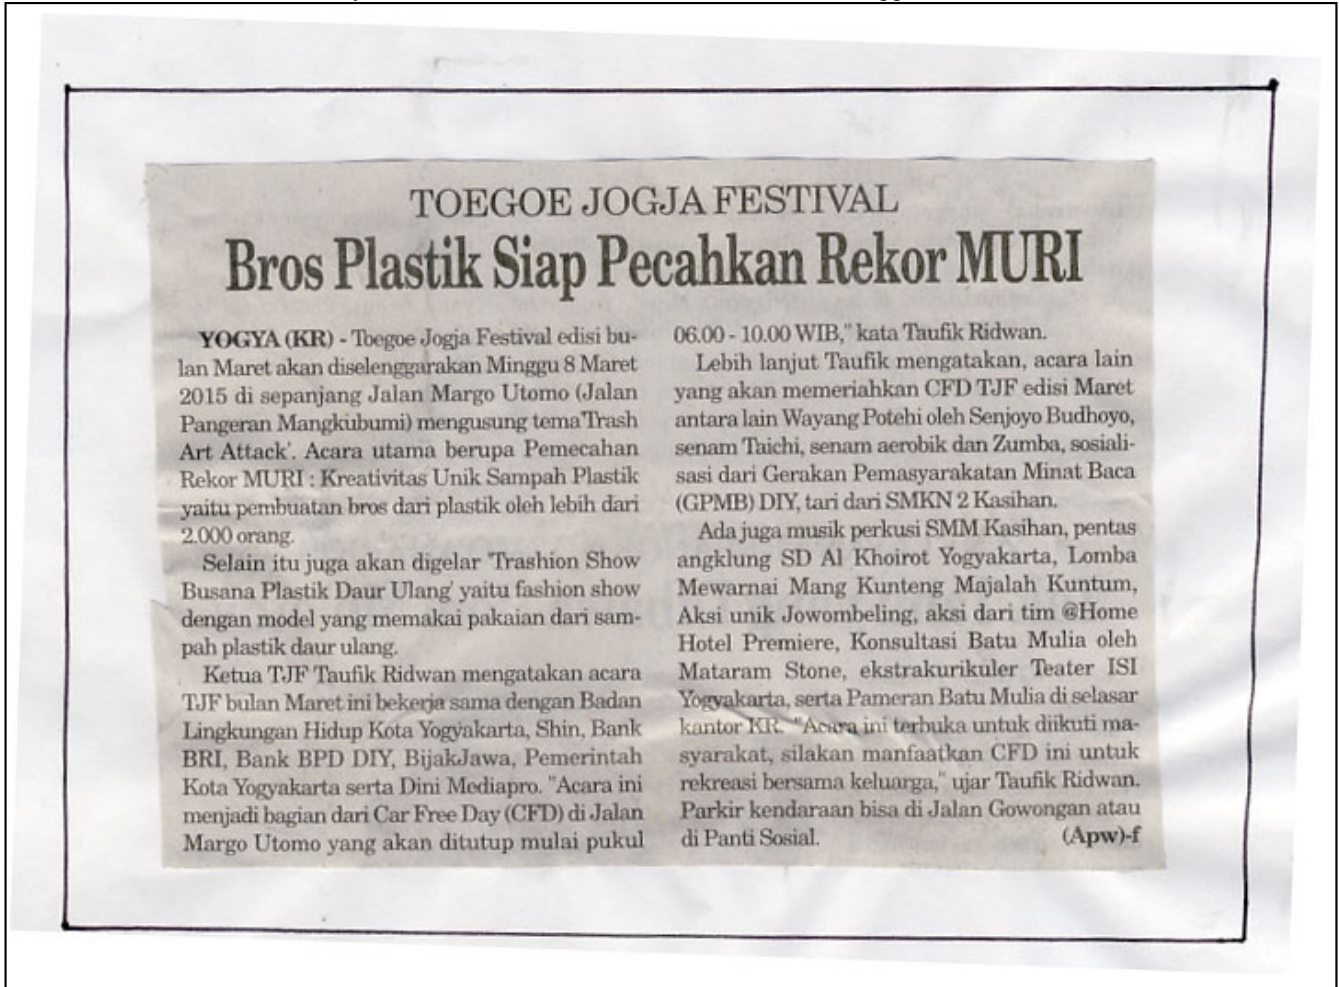 TOEGOE JOGJA FESTIVAL
Bros Plastik Siap Pecahkan Rekor MURI
YOGYA (KR) - Toegoe Jogja Festival edisi bu-
lan Maret akan diselenggarakan Minggu 8 Maret
2015 di sepanjang Jalan Margo Utomo (Jalan
Pangeran Mangkubumi) mengusung tema 'Trash
Art Attack'. Acara utama berupa Pemecahan
Rekor MURI : Kreativitas Unik Sampah Plastik
yaitu pembuatan bros dari plastik oleh lebih dari
2.000 orang.
Selain itu juga akan digelar 'Trashion Show
Busana Plastik Daur Ulang' yaitu fashion show
dengan model yang memakai pakaian dari sam-
pah plastik daur ulang.
Ketua TJF Taufik Ridwan mengatakan acara
TJF bulan Maret ini bekerja sama dengan Badan
Lingkungan Hidup Kota Yogyakarta, Shin, Bank
BRI, Bank BPD DIY, BijakJawa, Pemerintah
Kota Yogyakarta serta Dini Mediapro. "Acara ini
menjadi bagian dari Car Free Day (CFD) di Jalan
Margo Utomo yang akan ditutup mulai pukul
06.00 - 10.00 WIB," kata Taufik Ridwan.
Lebih lanjut Taufik mengatakan, acara lain
yang akan memeriahkan CFD TJF edisi Maret
antara lain Wayang Potehi oleh Senjoyo Budhoyo,
senam Taichi, senam aerobik dan Zumba, sosiali-
sasi dari Gerakan Pemasyarakatan Minat Baca
(GPMB) DIY, tari dari SMKN 2 Kasihan.
Ada juga musik perkusi SMM Kasihan, pentas
angklung SD Al Khoirot Yogyakarta, Lomba
Mewarnai Mang Kunteng Majalah Kuntum,
Aksi unik Jowombeling, aksi dari tim @Home
Hotel Premiere, Konsultasi Batu Mulia oleh
Mataram Stone, ekstrakurikuler Teater ISI
Yogyakarta, serta Pameran Batu Mulia di selasar
kantor KR. "Acara ini terbuka untuk diikuti ma-
syarakat, silakan manfaatkan CFD ini untuk
rekreasi bersama keluarga," ujar Taufik Ridwan.
Parkir kendaraan bisa di Jalan Gowongan atau
di Panti Sosial. (Apw)-f